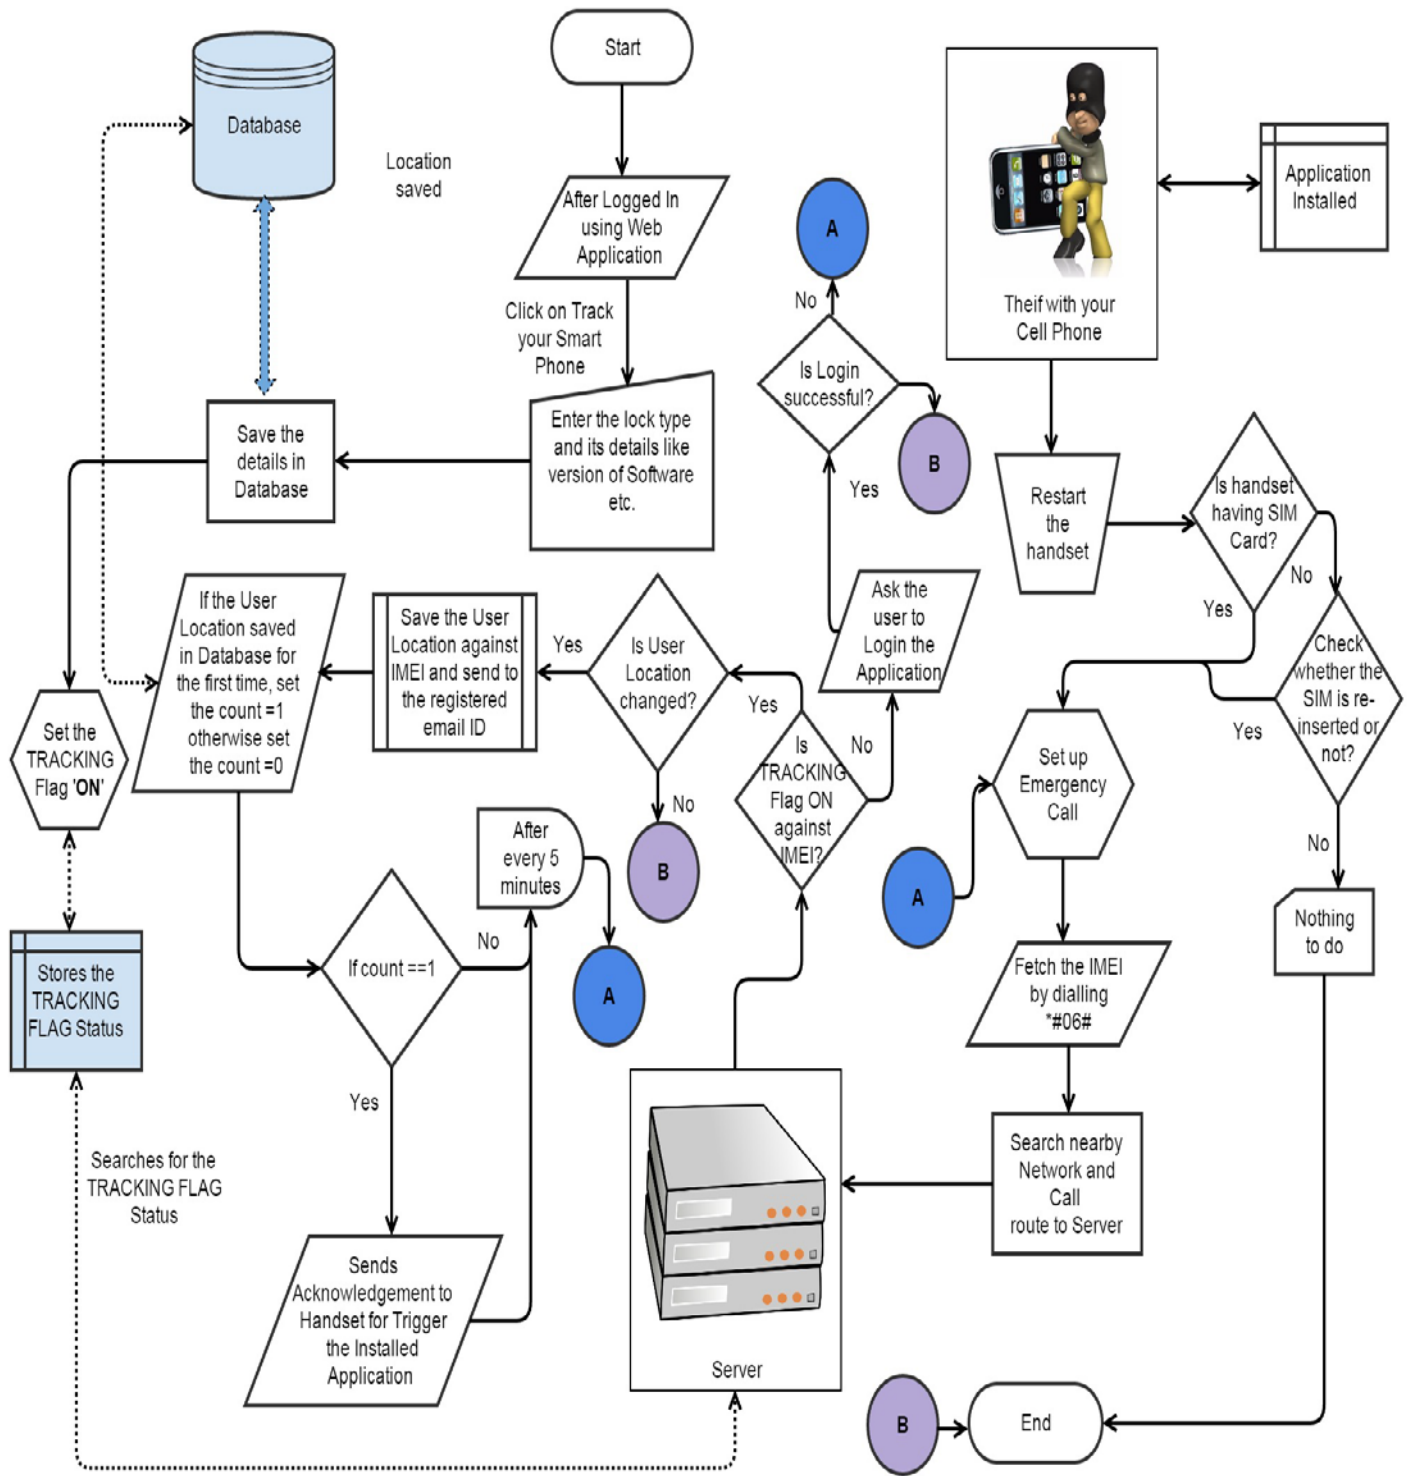 Start
Database
Location
saved
After Logged In
using Web
Application
Click on Track
your Smart
Phone
Enter the lock type
and its details like
version of Software
etc.
Save the
details in
Database
A
No
Is Login
successful?
B
Yes
Theif with your
Cell Phone
Application
Installed
Restart
the
handset
Is handset
having SIM
Card?
No
Yes
Check
whether the
SIM is re-
inserted or
not?
Yes
No
Nothing
to do
If the User
Location saved
in Database for
the first time, set
the count =1
otherwise set
the count =0
Save the User
Location against
IMEI and send to
the registered
email ID
Yes
Is User
Location
changed?
No
B
Yes
Is
TRACKING
Flag ON
against
IMEI?
No
Ask the
user to
Login the
Application
Set up
Emergency
Call
A
Fetch the IMEI
by dialling
*#06#
Search nearby
Network and
Call
route to Server
Set the
TRACKING
Flag 'ON'
Stores the
TRACKING
FLAG Status
Searches for the
TRACKING FLAG
Status
If count ==1
No
Yes
After
every 5
minutes
A
Sends
Acknowledgement to
Handset for Trigger
the Installed
Application
Server
B
End